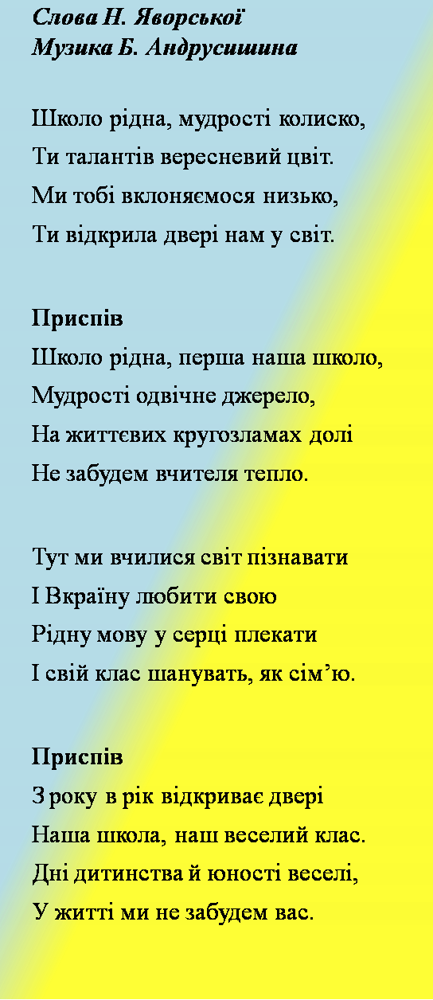 Слова Н. Яворської
Музика Б. Андрусишина
Школо рідна, мудрості колиско,
Ти талантів вересневий цвіт.
Ми тобі вклоняємося низько,
Ти відкрила двері нам у світ.
Приспів
Школо рідна, перша наша школо,
Мудрості одвічне джерело,
На життєвих кругозламах долі
Не забудем вчителя тепло.
Тут ми вчилися світ пізнавати
І Вкраїну любити свою
Рідну мову у серці плекати
І свій клас шанувать, як сім’ю.
Приспів
З року в рік відкриває двері
Наша школа, наш веселий клас.
Дні дитинства й юності веселі,
У житті ми не забудем вас.